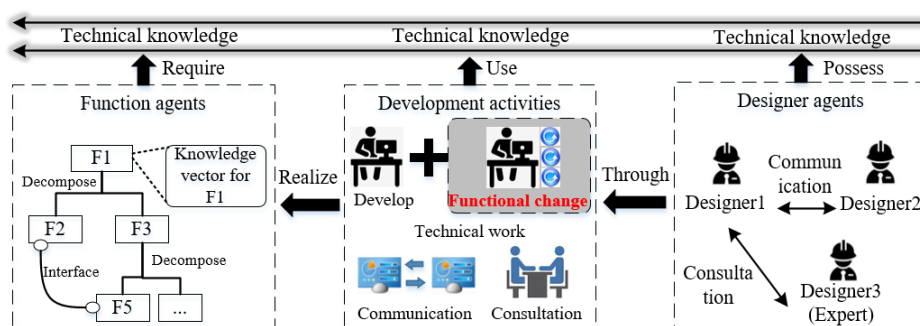 Technical knowledge
Technical knowledge
Technical knowledge
Require
Use
Possess
Function agents
Development activities
Designer agents
F1
Knowledge
vector for
F1
Decompose
F2
F3
Interface
Decompose
F5
...
Realize
Develop
Functional change
Technical work
Communication
Consultation
Through
Commun
ication
Designer1
Designer2
Consulta
tion
Designer3
(Expert)